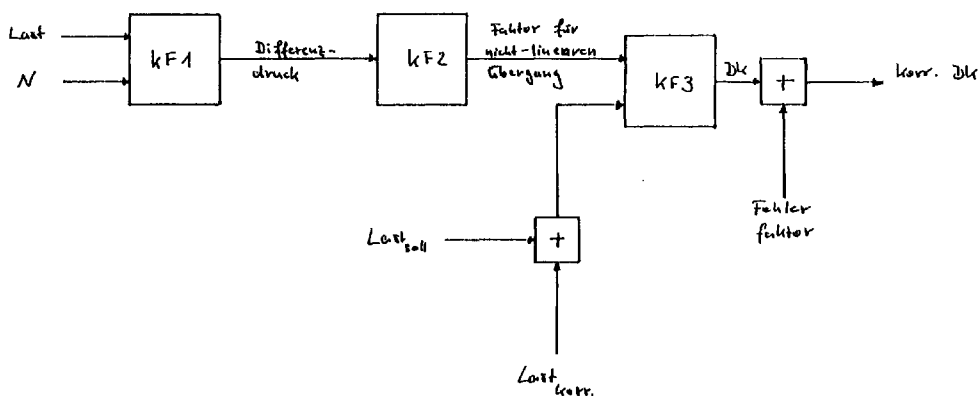 Last
N
KF1
Differenz-
druck
KF2
Faktor für
nicht-linearen
Übergang
KF3
Dk
+
korr. Dk
Fehler
faktor
Last soll
+
Last korr.